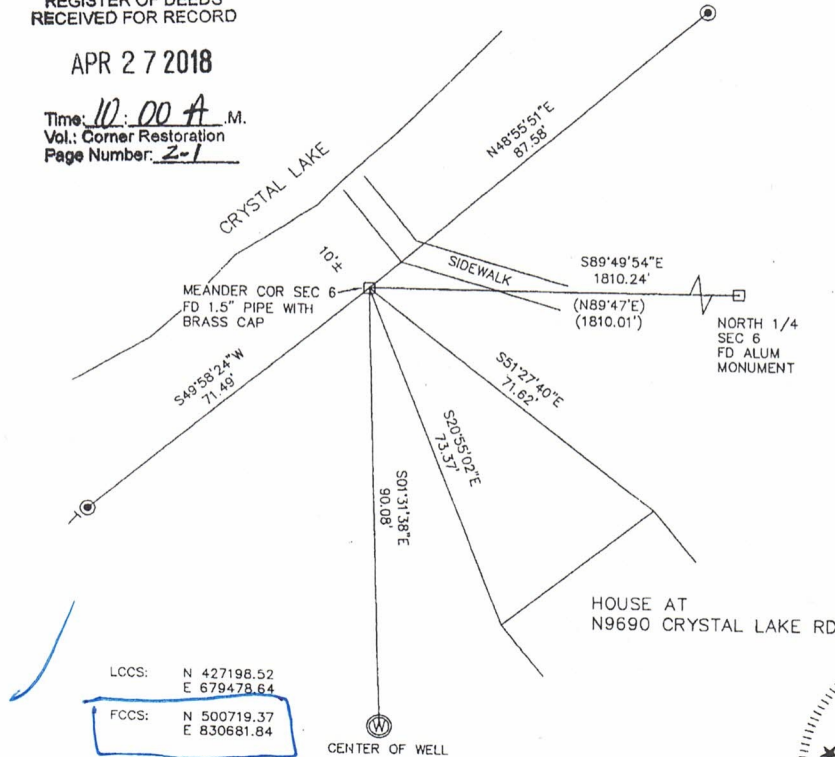 REGISTER OF DEEDS
RECEIVED FOR RECORD
APR 27 2018
Time: 10:00 A.M.
Vol.: Corner Restoration
Page Number: 2-1
CRYSTAL LAKE
N48°55'51"E
87.58'
10'±
SIDEWALK
S89°49'54"E
1810.24'
(N89°47'E)
(1810.01')
MEANDER COR SEC 6
FD 1.5" PIPE WITH
BRASS CAP
NORTH 1/4
SEC 6
FD ALUM
MONUMENT
S49°58'24"W
71.49'
S51°27'40"E
71.62'
S20°55'02"E
73.37'
S01°31'38"E
90.08'
HOUSE AT
N9690 CRYSTAL LAKE RD
LCCS: N 427198.52
E 679478.64
FCCS: N 500719.37
E 830681.84
W
CENTER OF WELL